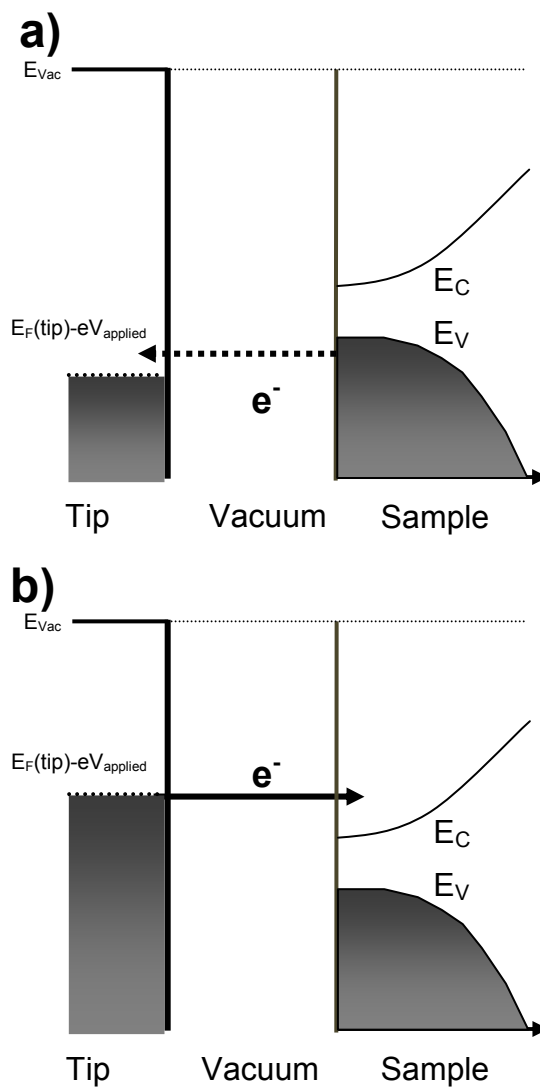 a)
E_Vac
E_C
E_F(tip)-eV_applied
E_V
e⁻
Tip Vacuum Sample
b)
E_Vac
E_F(tip)-eV_applied
e⁻
E_C
E_V
Tip Vacuum Sample